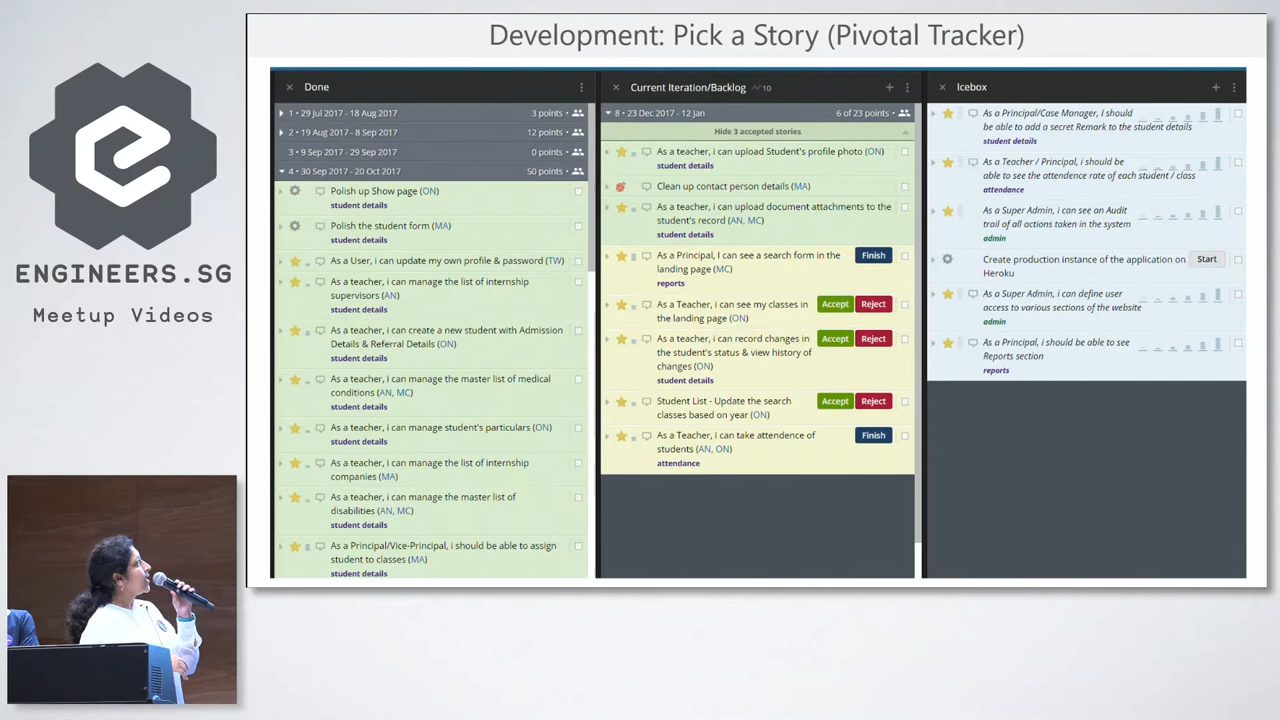 Development: Pick a Story (Pivotal Tracker)
ENGINEERS.SG
Meetup Videos
Done
1 • 29 Jul 2017 - 18 Aug 2017 3 points •
2 • 19 Aug 2017 - 8 Sep 2017 12 points •
3 • 9 Sep 2017 - 29 Sep 2017 0 points •
4 • 30 Sep 2017 - 20 Oct 2017 50 points •
Polish up Show page (ON)
student details
Polish the student form (MA)
student details
As a User, i can update my own profile & password (TW)
As a teacher, i can manage the list of internship
supervisors (AN)
student details
As a teacher, i can create a new student with Admission
Details & Referral Details (ON)
student details
As a teacher, i can manage the master list of medical
conditions (AN, MC)
student details
As a teacher, i can manage student's particulars (ON)
student details
As a teacher, i can manage the list of internship
companies (MA)
As a teacher, i can manage the master list of
disabilities (AN, MC)
student details
As a Principal/Vice-Principal, i should be able to assign
student to classes (MA)
student details
Current Iteration/Backlog 10
8 • 23 Dec 2017 - 12 Jan 6 of 23 points •
Hide 3 accepted stories
As a teacher, i can upload Student's profile photo (ON)
student details
Clean up contact person details (MA)
As a teacher, i can upload document attachments to the
student's record (AN, MC)
student details
As a Principal, I can see a search form in the Finish
landing page (MC)
reports
As a Teacher, i can see my classes in Accept Reject
the landing page (ON)
As a teacher, i can record changes in Accept Reject
the student's status & view history of
changes (ON)
student details
Student List - Update the search Accept Reject
classes based on year (ON)
As a Teacher, i can take attendence of Finish
students (AN, ON)
attendance
Icebox
As a Principal/Case Manager, I should
be able to add a secret Remark to the student details
student details
As a Teacher / Principal, i should be
able to see the attendance rate of each student / class
attendance
As a Super Admin, i can see an Audit
trail of all actions taken in the system
admin
Create production instance of the application on Start
Heroku
As a Super Admin, i can define user
access to various sections of the website
admin
As a Principal, i should be able to see
Reports section
reports